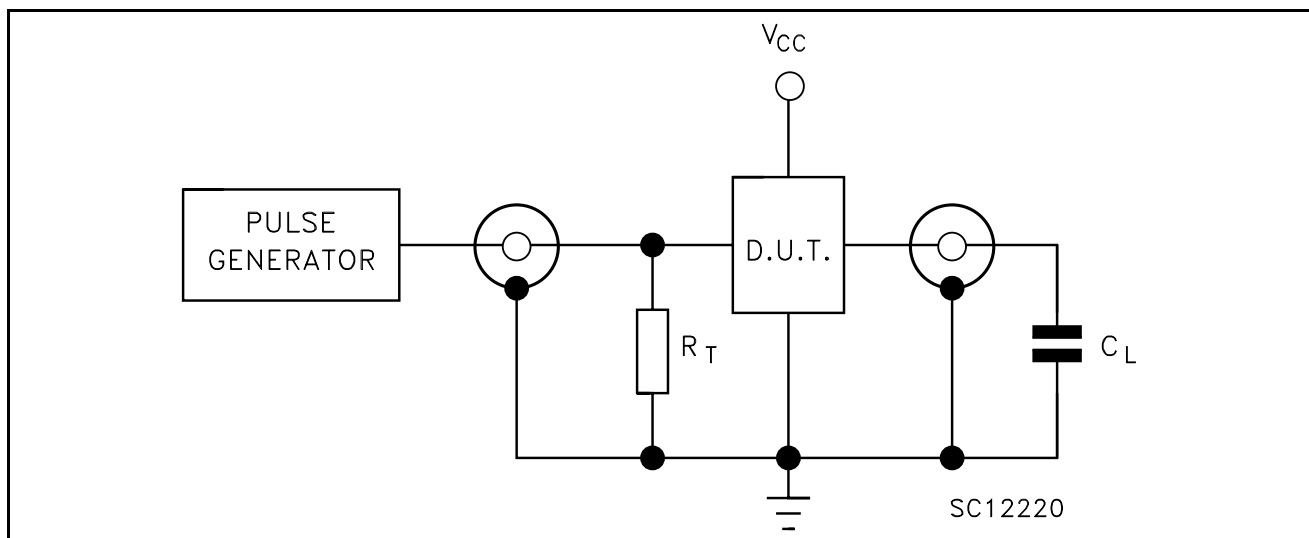 VCC
PULSE
GENERATOR
D.U.T.
RT
CL
SC12220